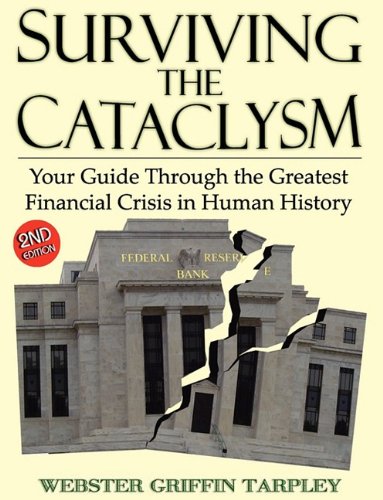 SURVIVING
THE
CATACLYSM
Your Guide Through the Greatest
Financial Crisis in Human History
2ND
EDITION
FEDERAL RESERVE
BANK
WEBSTER GRIFFIN TARPLEY